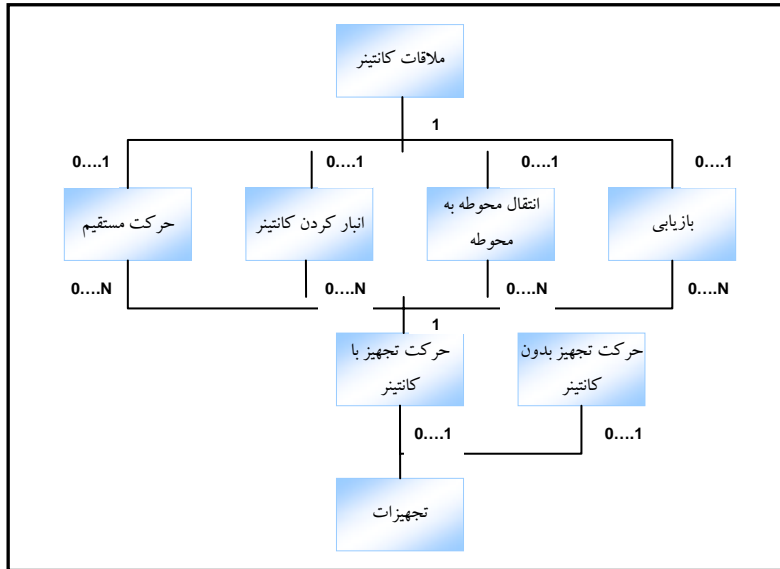 ملاقات کانتینر
1
0....1
0....1
0....1
0....1
حرکت مستقیم
انبار کردن کانتینر
انتقال محوطه به
محوطه
بازیابی
0....N
0....N
0....N
0....N
1
حرکت تجهیز با
کانتینر
حرکت تجهیز بدون
کانتینر
0....1
0....1
تجهیزات